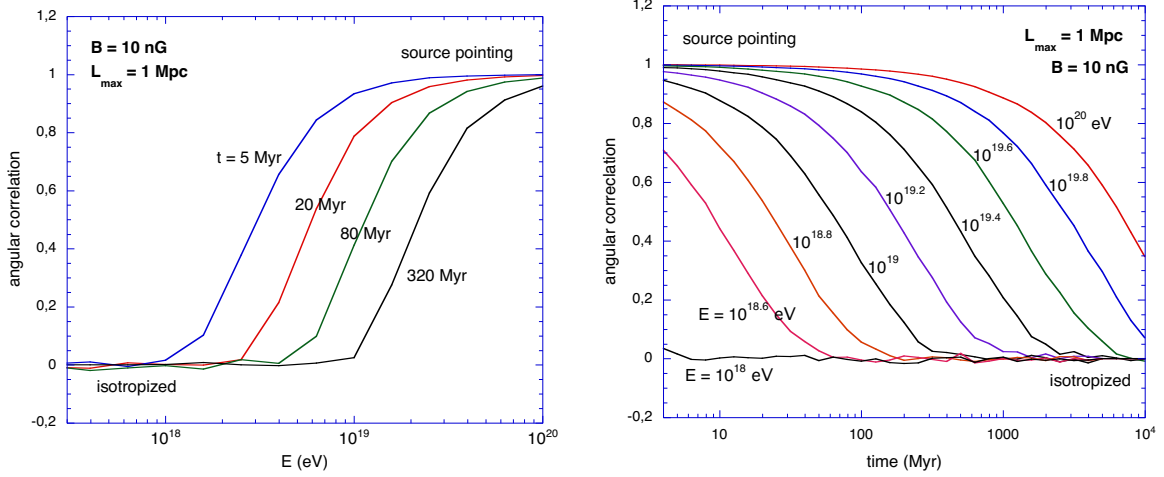 1,2
1
0,8
0,6
0,4
0,2
0
-0,2
angular correlation
B = 10 nG
L_max = 1 Mpc
source pointing
t = 5 Myr
20 Myr
80 Myr
320 Myr
isotropized
10^18
10^19
10^20
E (eV)
1,2
1
0,8
0,6
0,4
0,2
0
-0,2
angular correclation
source pointing
L_max = 1 Mpc
B = 10 nG
10^20 eV
10^19.6
10^19.8
10^19.2
10^19.4
10^18.8
10^19
E = 10^18.6 eV
E = 10^18 eV
isotropized
10
100
1000
10^4
time (Myr)